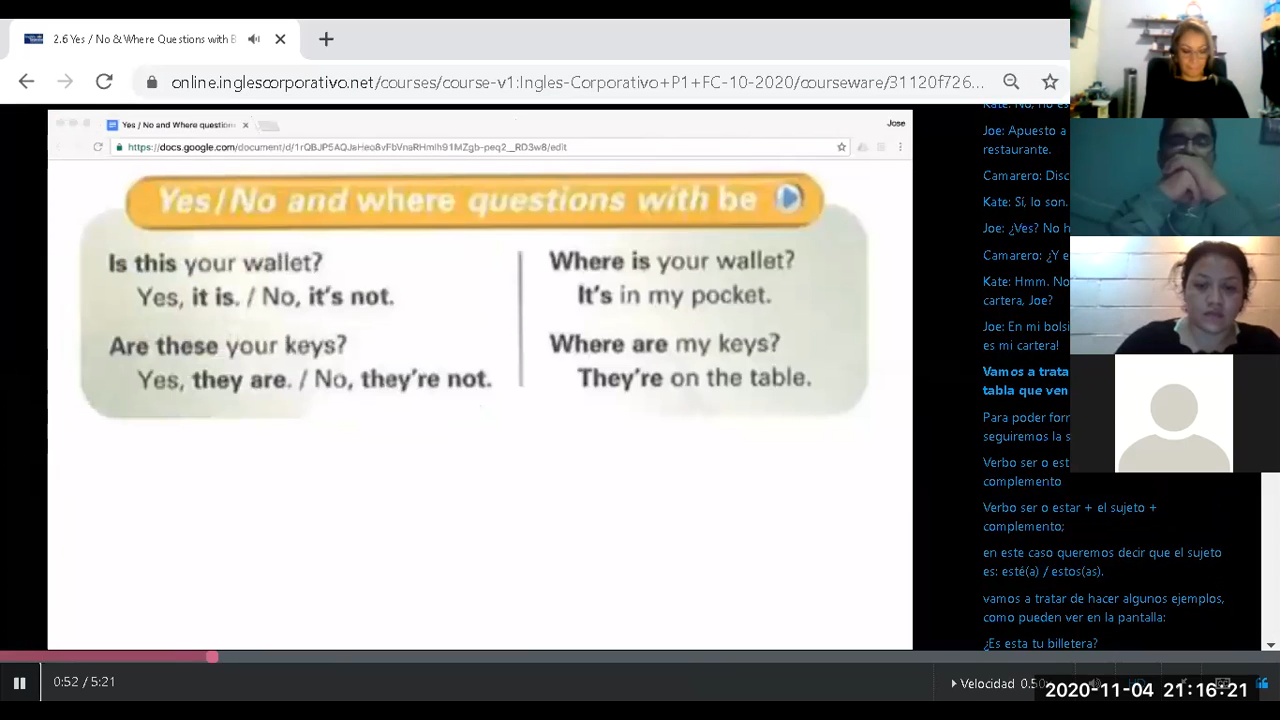 2.6 Yes / No & Where Questions with B
online.inglescorporativo.net/courses/course-v1:Ingles-Corporativo+P1+FC-10-2020/courseware/31120f726...
Yes / No and Where question
Jose
https://docs.google.com/document/d/1rQBJP5AQJsHeo8vFbVnaRHmIh91MZgb-peq2__RD3w8/edit
Yes/No and where questions with be
Is this your wallet?
Yes, it is. / No, it's not.
Are these your keys?
Yes, they are. / No, they're not.
Where is your wallet?
It's in my pocket.
Where are my keys?
They're on the table.
Kate: No, no es
Joe: Apuesto a
restaurante.
Camarero: Disc
Kate: Sí, lo son.
Joe: ¿Ves? No h
Camarero: ¿Y e
Kate: Hmm. No
cartera, Joe?
Joe: En mi bolsi
es mi cartera!
Vamos a trata
tabla que ven
Para poder forr
seguiremos la s
Verbo ser o est
complemento
Verbo ser o estar + el sujeto +
complemento;
en este caso queremos decir que el sujeto
es: esté(a) / estos(as).
vamos a tratar de hacer algunos ejemplos,
como pueden ver en la pantalla:
¿Es esta tu billetera?
0:52 / 5:21
Velocidad 0.50x
2020-11-04 21:16:21